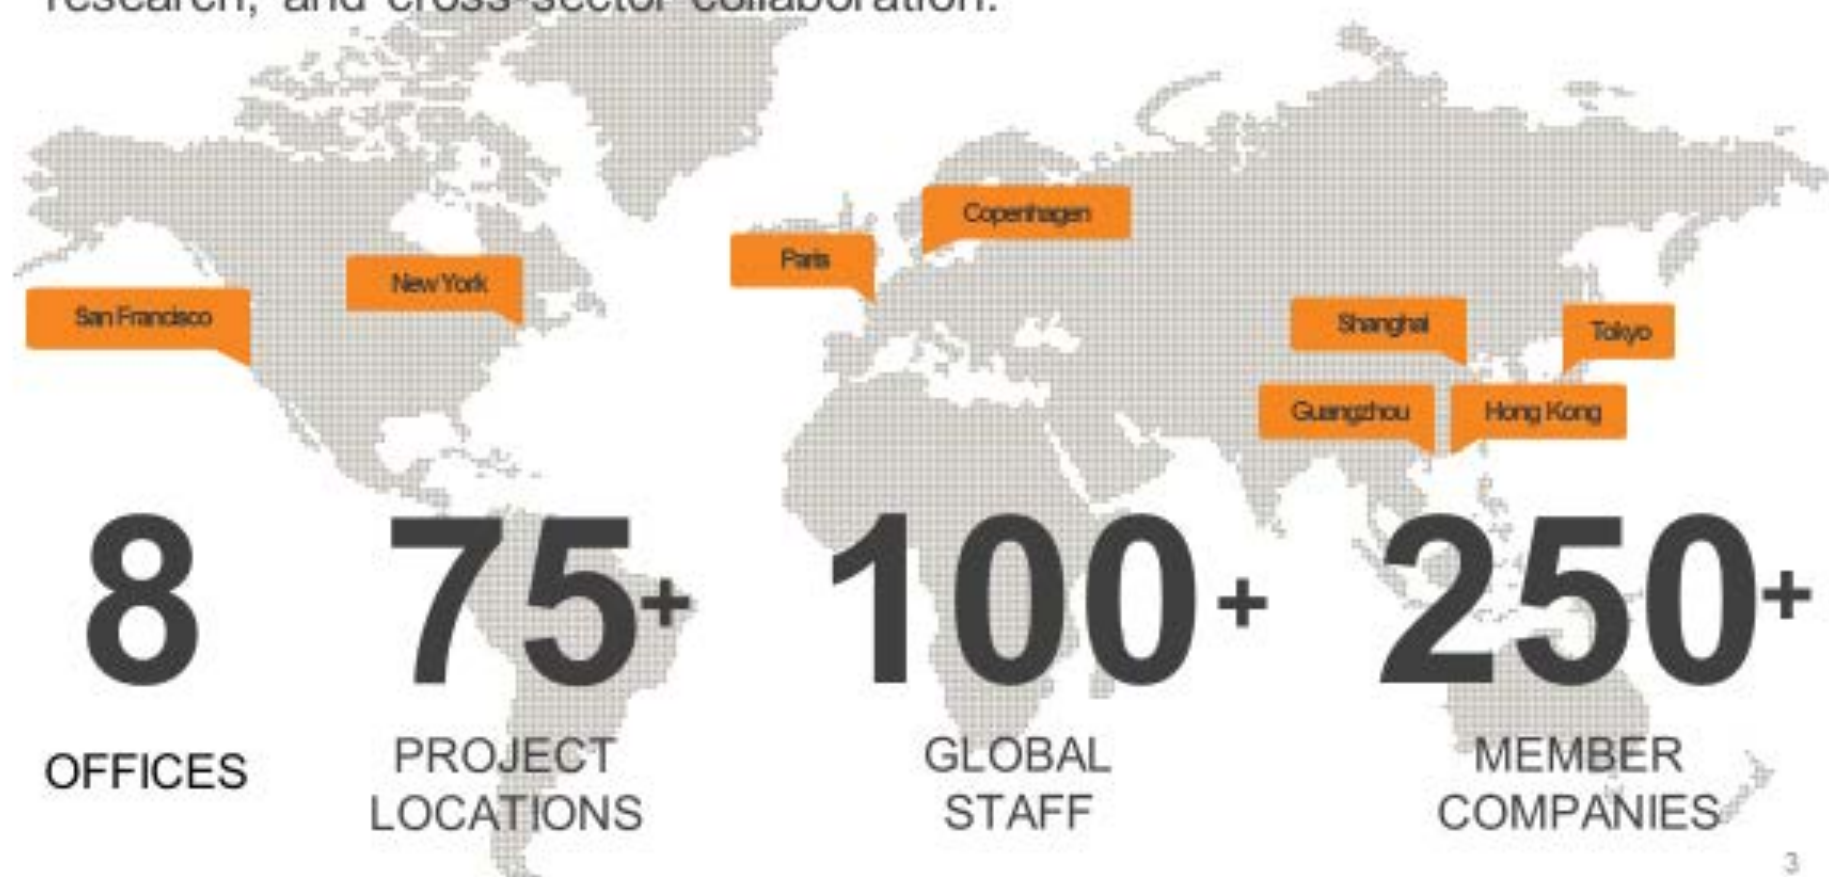 research, and cross-sector collaboration.
Copenhagen
Paris
New York
San Francisco
Shanghai
Tokyo
Guangzhou
Hong Kong
8
75+
100+
250+
OFFICES
PROJECT
LOCATIONS
GLOBAL
STAFF
MEMBER
COMPANIES
3